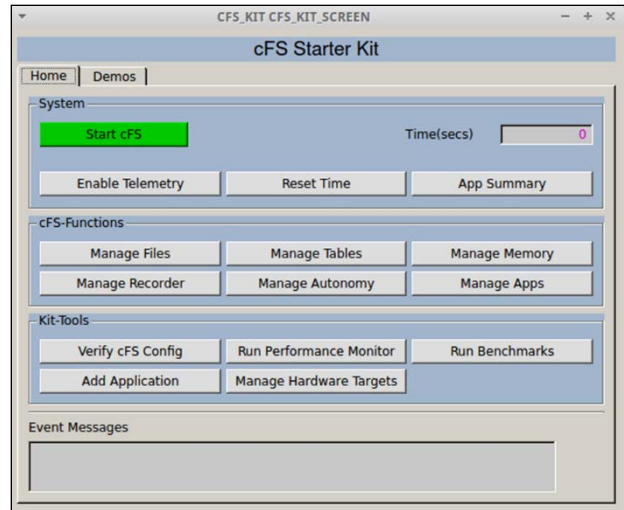 CFS_KIT CFS_KIT_SCREEN
cFS Starter Kit
Home Demos
System
Start cFS Time(secs) 0
Enable Telemetry Reset Time App Summary
cFS-Functions
Manage Files Manage Tables Manage Memory
Manage Recorder Manage Autonomy Manage Apps
Kit-Tools
Verify cFS Config Run Performance Monitor Run Benchmarks
Add Application Manage Hardware Targets
Event Messages